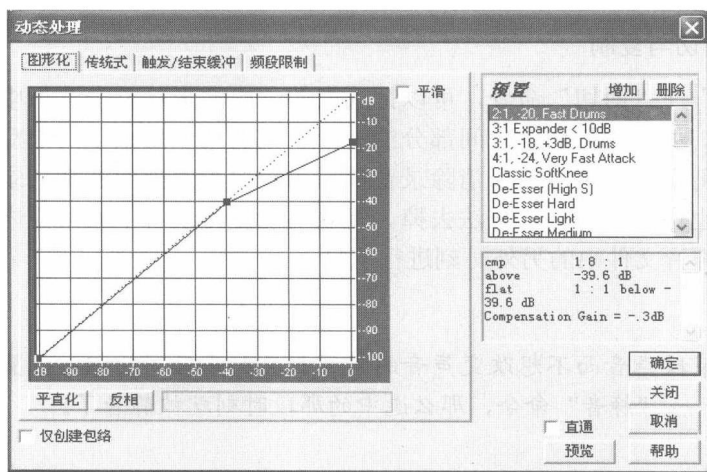 动态处理
图形化 传统式 触发/结束缓冲 频段限制
平滑
dB
-10
-20
-30
-40
-50
-60
-70
-80
-90
-100
dB -90 -80 -70 -60 -50 -40 -30 -20 -10 0
平直化 反相
仅创建包络
预置 增加 删除
2:1, -20, Fast Drums
3:1 Expander < 10dB
3:1, -18, +3dB, Drums
4:1, -24, Very Fast Attack
Classic SoftKnee
De-Esser (High S)
De-Esser Hard
De-Esser Light
De-Esser Medium
cmp 1.8 : 1
above -39.6 dB
flat 1 : 1 below -
39.6 dB
Compensation Gain = -.3dB
确定
关闭
直通 取消
预览 帮助